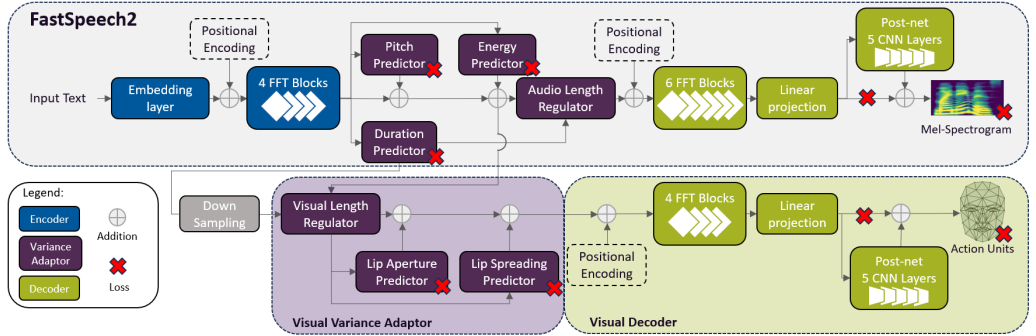 FastSpeech2
Positional
Encoding
Pitch
Predictor
Energy
Predictor
Positional
Encoding
Post-net
5 CNN Layers
Input Text
Embedding
layer
4 FFT Blocks
Audio Length
Regulator
6 FFT Blocks
Linear
projection
Mel-Spectrogram
Duration
Predictor
Legend:
Encoder
Addition
Variance
Adaptor
Loss
Decoder
Down
Sampling
Visual Length
Regulator
Lip Aperture
Predictor
Lip Spreading
Predictor
Visual Variance Adaptor
Positional
Encoding
4 FFT Blocks
Linear
projection
Post-net
5 CNN Layers
Action Units
Visual Decoder